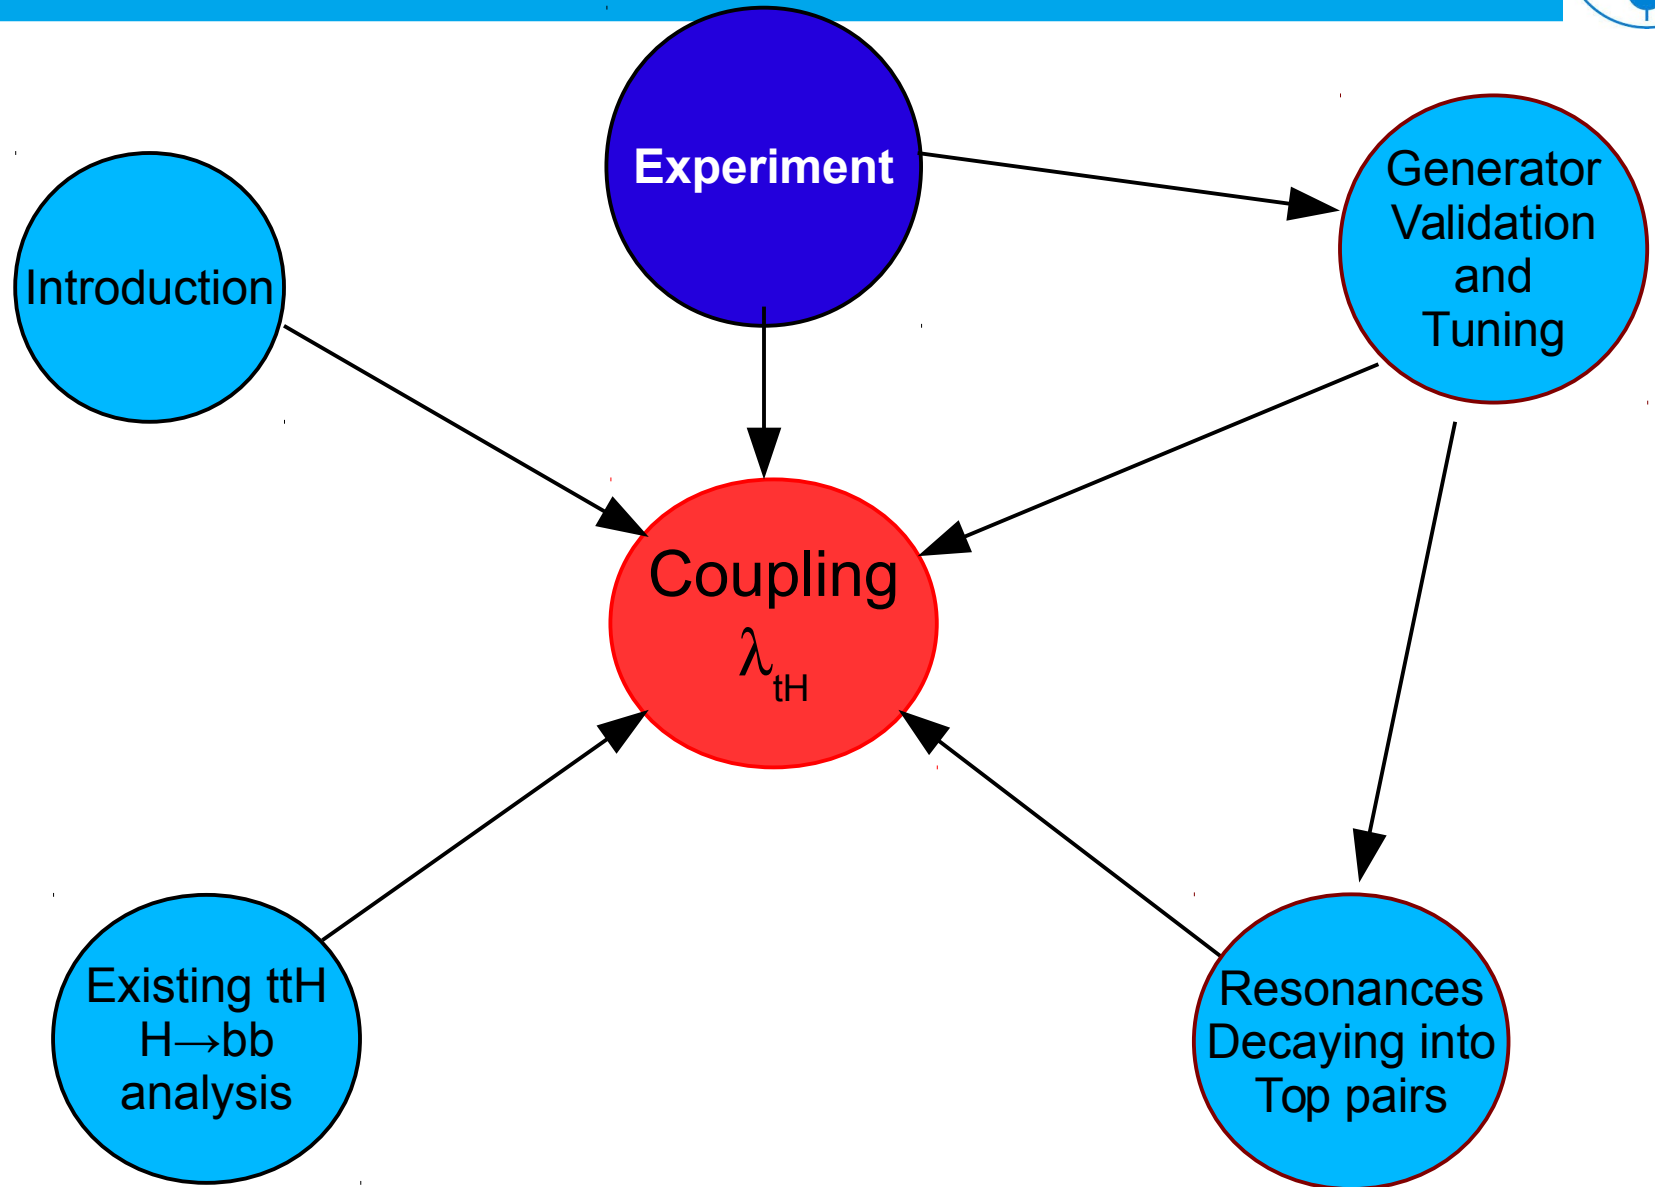 Experiment
Generator
Validation
and
Tuning
Introduction
Coupling
λtH
Existing ttH
H→bb
analysis
Resonances
Decaying into
Top pairs